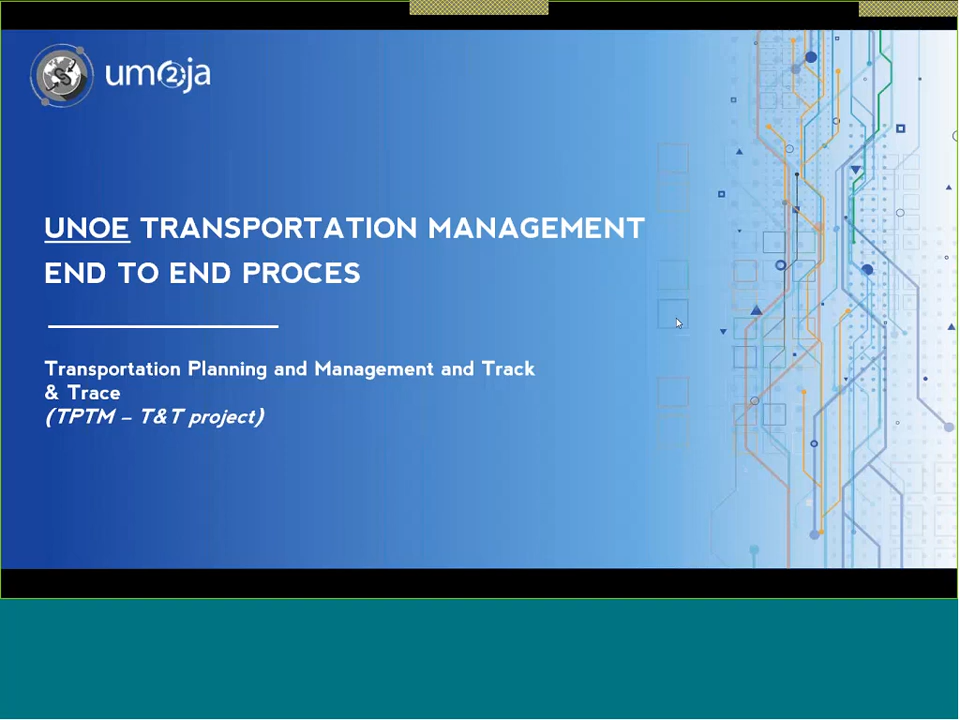 um2ja
UNOE TRANSPORTATION MANAGEMENT
END TO END PROCES
Transportation Planning and Management and Track
& Trace
(TPTM – T&T project)